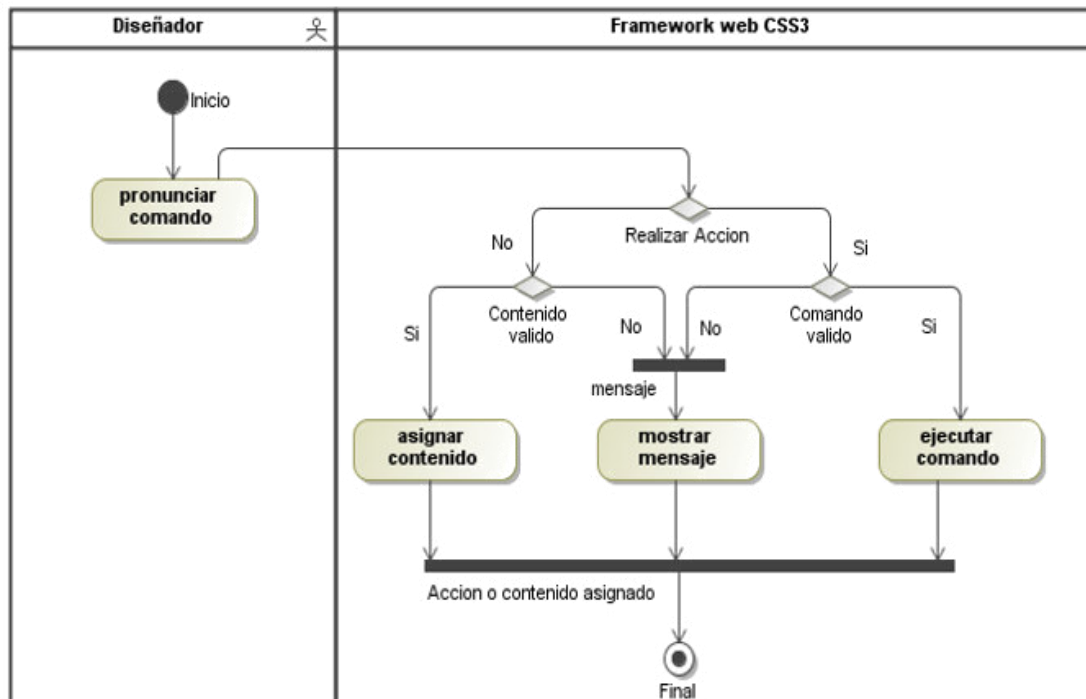 Diseñador
Framework web CSS3
Inicio
pronunciar
comando
Realizar Accion
No
Si
Contenido
valido
Comando
valido
Si
No
No
Si
mensaje
asignar
contenido
mostrar
mensaje
ejecutar
comando
Accion o contenido asignado
Final